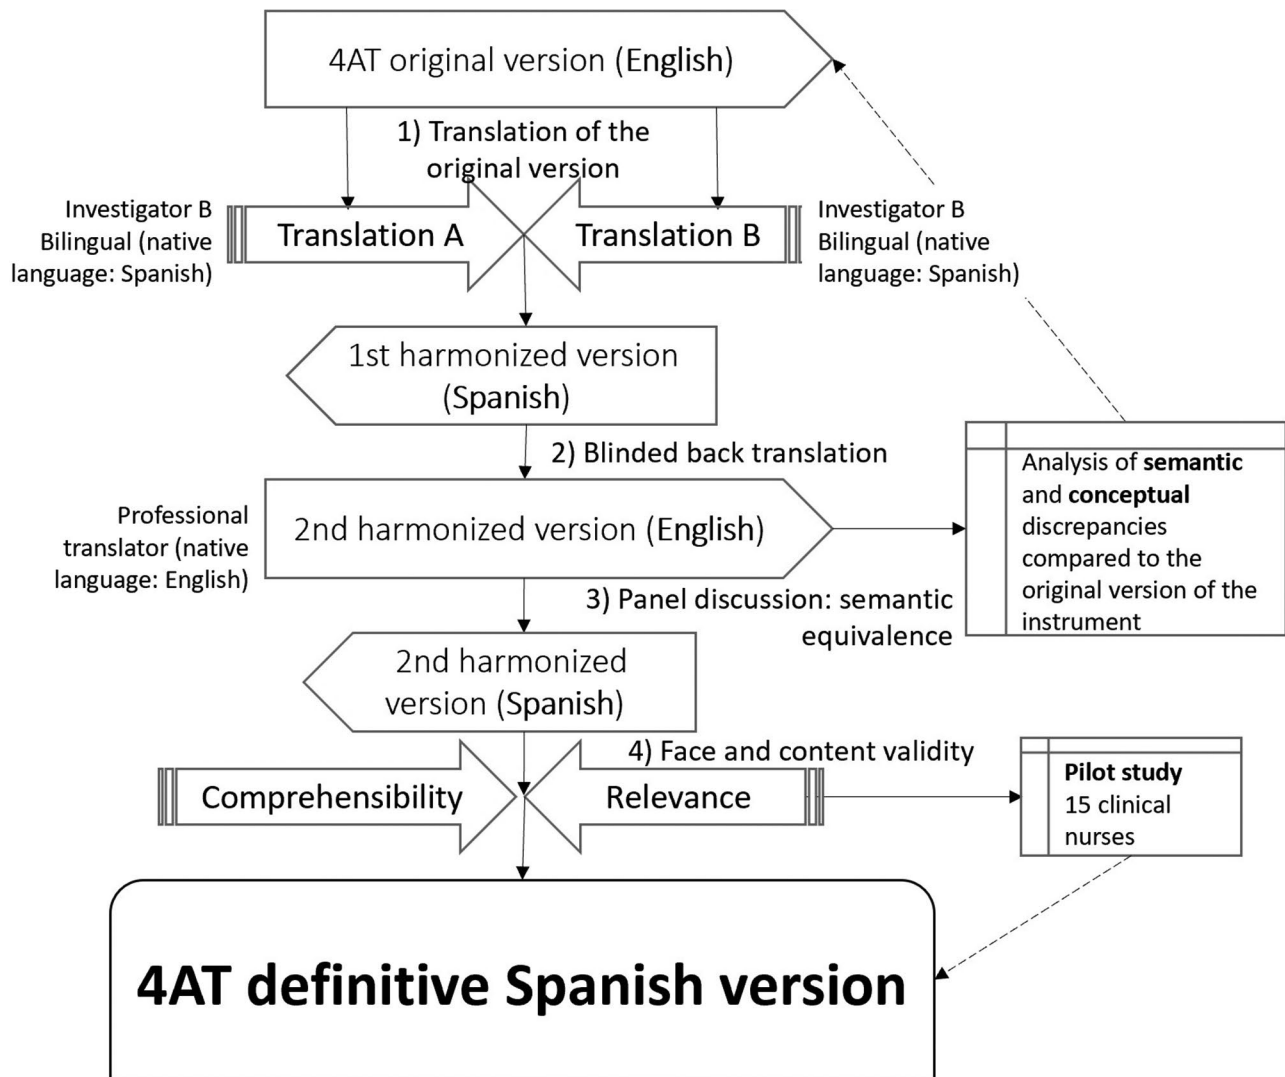 4AT original version (English)
1) Translation of the
original version
Investigator B
Bilingual (native
language: Spanish)
Translation A
Translation B
Investigator B
Bilingual (native
language: Spanish)
1st harmonized version
(Spanish)
2) Blinded back translation
Professional
translator (native
language: English)
2nd harmonized version (English)
Analysis of semantic
and conceptual
discrepancies
compared to the
original version of the
instrument
3) Panel discussion: semantic
equivalence
2nd harmonized
version (Spanish)
4) Face and content validity
Comprehensibility
Relevance
Pilot study
15 clinical
nurses
4AT definitive Spanish version